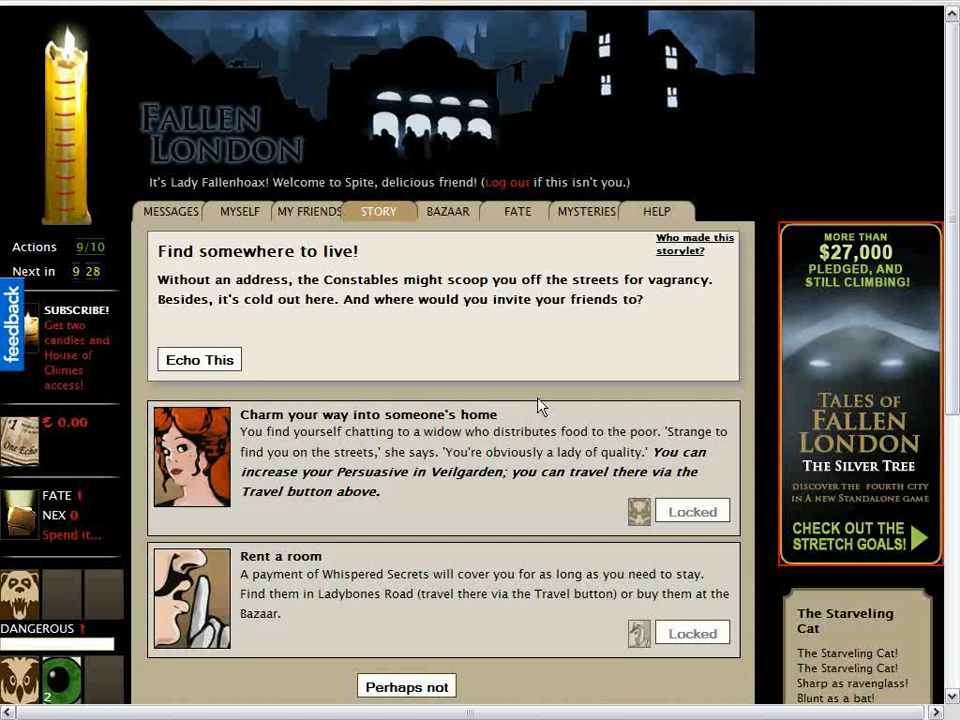 FALLEN
LONDON
It's Lady Fallenhoax! Welcome to Spite, delicious friend! (Log out if this isn't you.)
MESSAGES
MYSELF
MY FRIENDS
STORY
BAZAAR
FATE
MYSTERIES
HELP
Actions 9/10
Next in 9 28
feedback
SUBSCRIBE!
Get two
candles and
House of
Chimes
access!
One Echo
€ 0.00
FATE 1
NEX 0
Spend it...
DANGEROUS 1
2
Find somewhere to live!
Who made this
storylet?
Without an address, the Constables might scoop you off the streets for vagrancy.
Besides, it's cold out here. And where would you invite your friends to?
Echo This
Charm your way into someone's home
You find yourself chatting to a widow who distributes food to the poor. 'Strange to
find you on the streets,' she says. 'You're obviously a lady of quality.' You can
increase your Persuasive in Veilgarden; you can travel there via the
Travel button above.
Locked
Rent a room
A payment of Whispered Secrets will cover you for as long as you need to stay.
Find them in Ladybones Road (travel there via the Travel button) or buy them at the
Bazaar.
Locked
Perhaps not
MORE THAN
$27,000
PLEDGED, AND
STILL CLIMBING!
TALES OF
FALLEN
LONDON
THE SILVER TREE
DISCOVER THE FOURTH CITY
IN A NEW STANDALONE GAME
CHECK OUT THE
STRETCH GOALS!
The Starveling
Cat
The Starveling Cat!
The Starveling Cat!
Sharp as ravenglass!
Blunt as a bat!